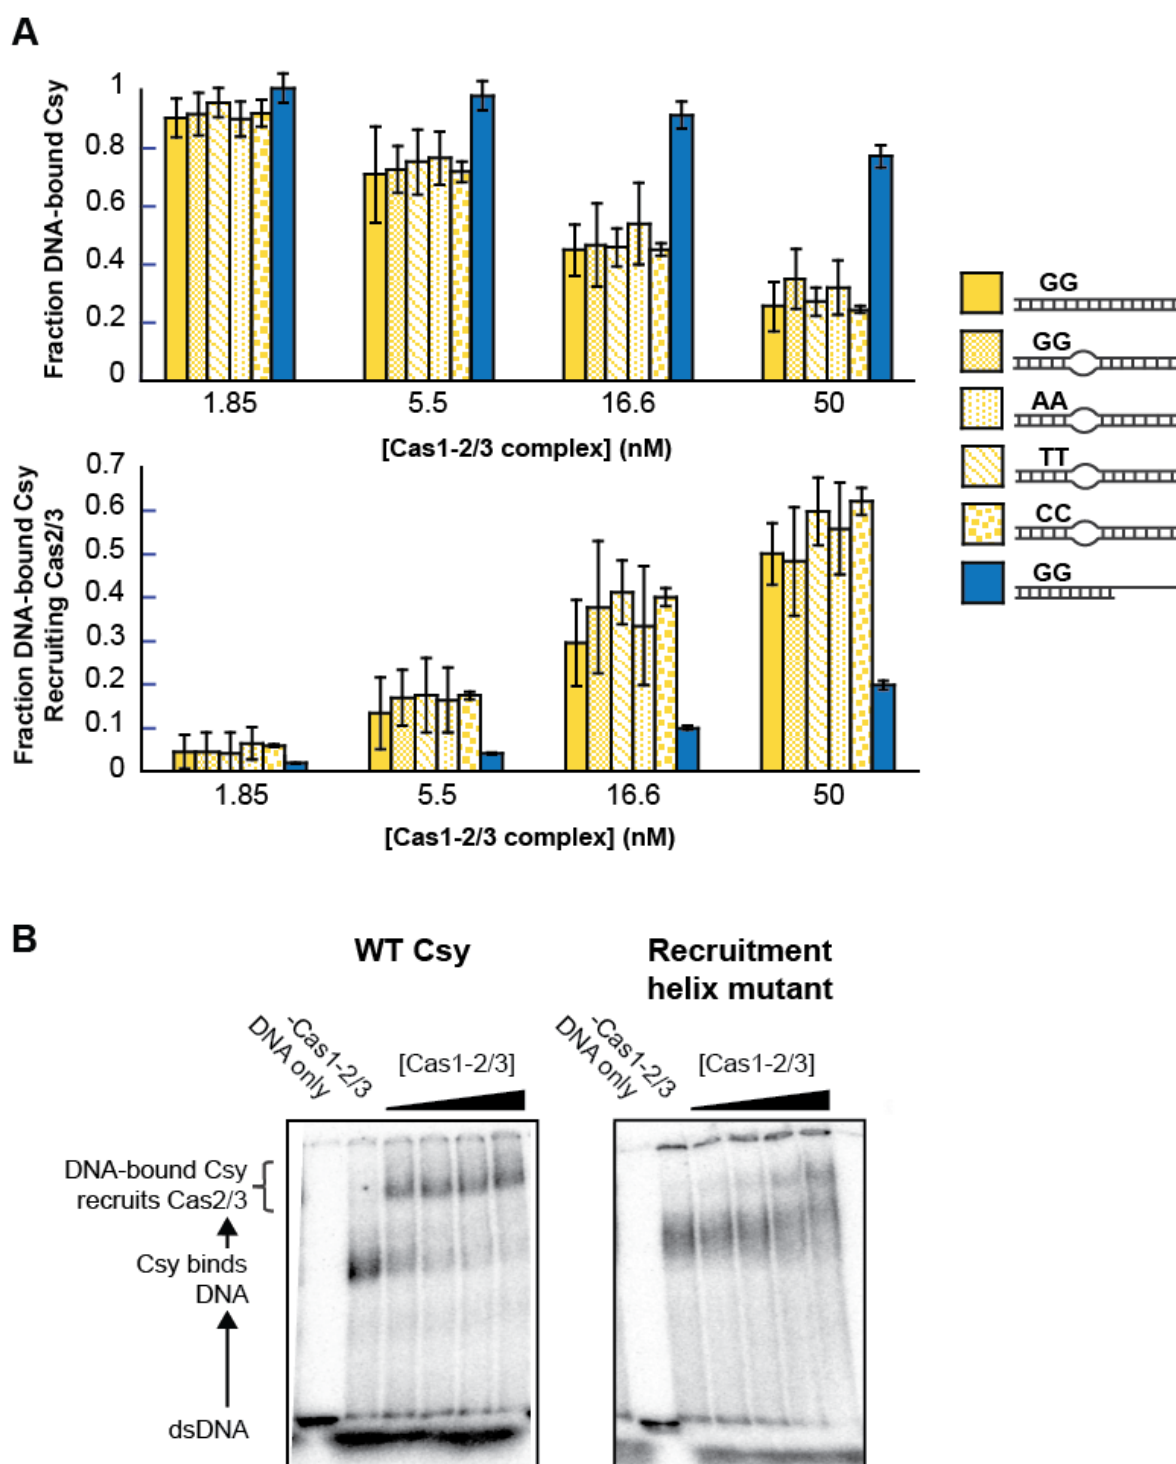 A
Fraction DNA-bound Csy
1
0.8
0.6
0.4
0.2
0
1.85
5.5
16.6
50
[Cas1-2/3 complex] (nM)
Fraction DNA-bound Csy
Recruiting Cas2/3
0.7
0.6
0.5
0.4
0.3
0.2
0.1
0
1.85
5.5
16.6
50
[Cas1-2/3 complex] (nM)
GG
GG
AA
TT
CC
GG
B
WT Csy
-Cas1-2/3
DNA only
[Cas1-2/3]
Recruitment
helix mutant
-Cas1-2/3
DNA only
[Cas1-2/3]
DNA-bound Csy
recruits Cas2/3
Csy binds
DNA
dsDNA